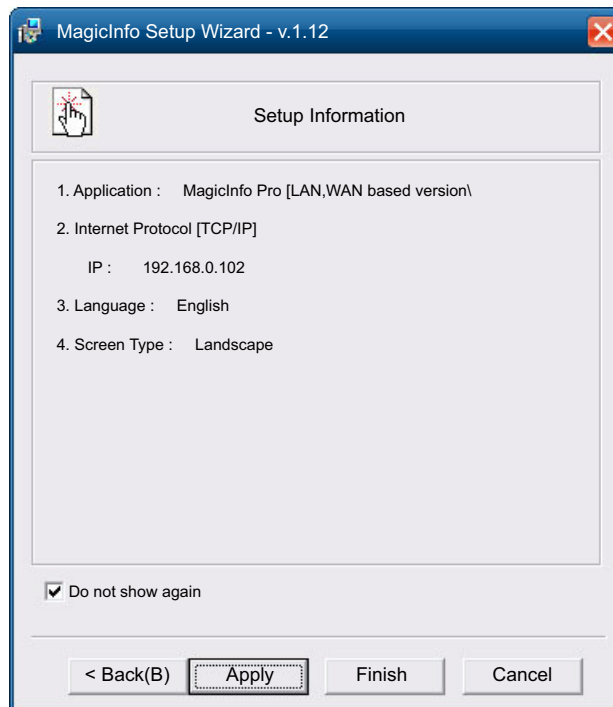 MagicInfo Setup Wizard - v.1.12
Setup Information
1. Application : MagicInfo Pro [LAN,WAN based version\
2. Internet Protocol [TCP/IP]
IP : 192.168.0.102
3. Language : English
4. Screen Type : Landscape
Do not show again
< Back(B) Apply Finish Cancel